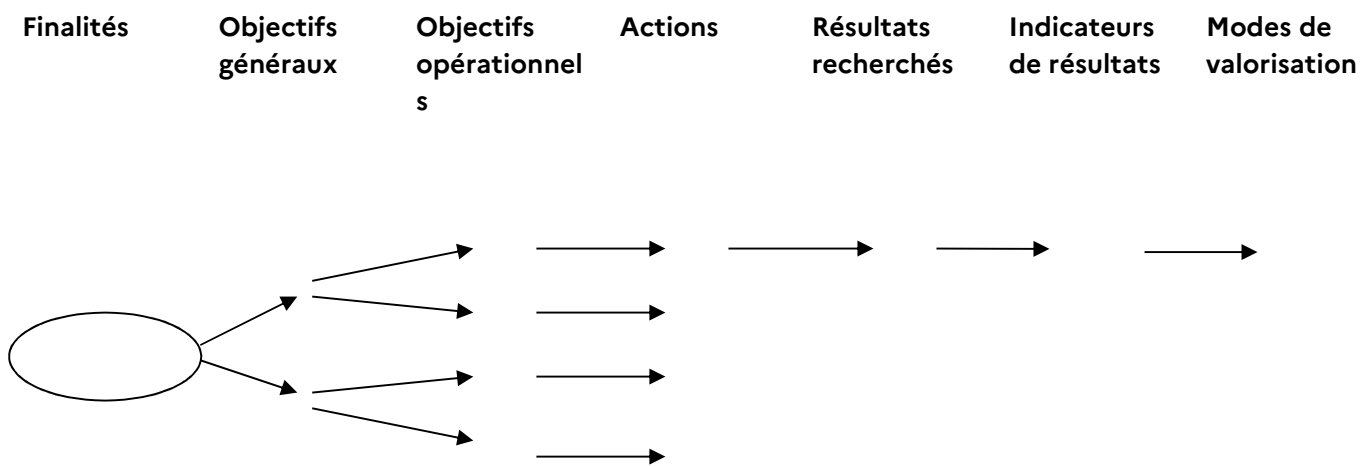 Finalités
Objectifs
généraux
Objectifs
opérationnel
s
Actions
Résultats
recherchés
Indicateurs
de résultats
Modes de
valorisation